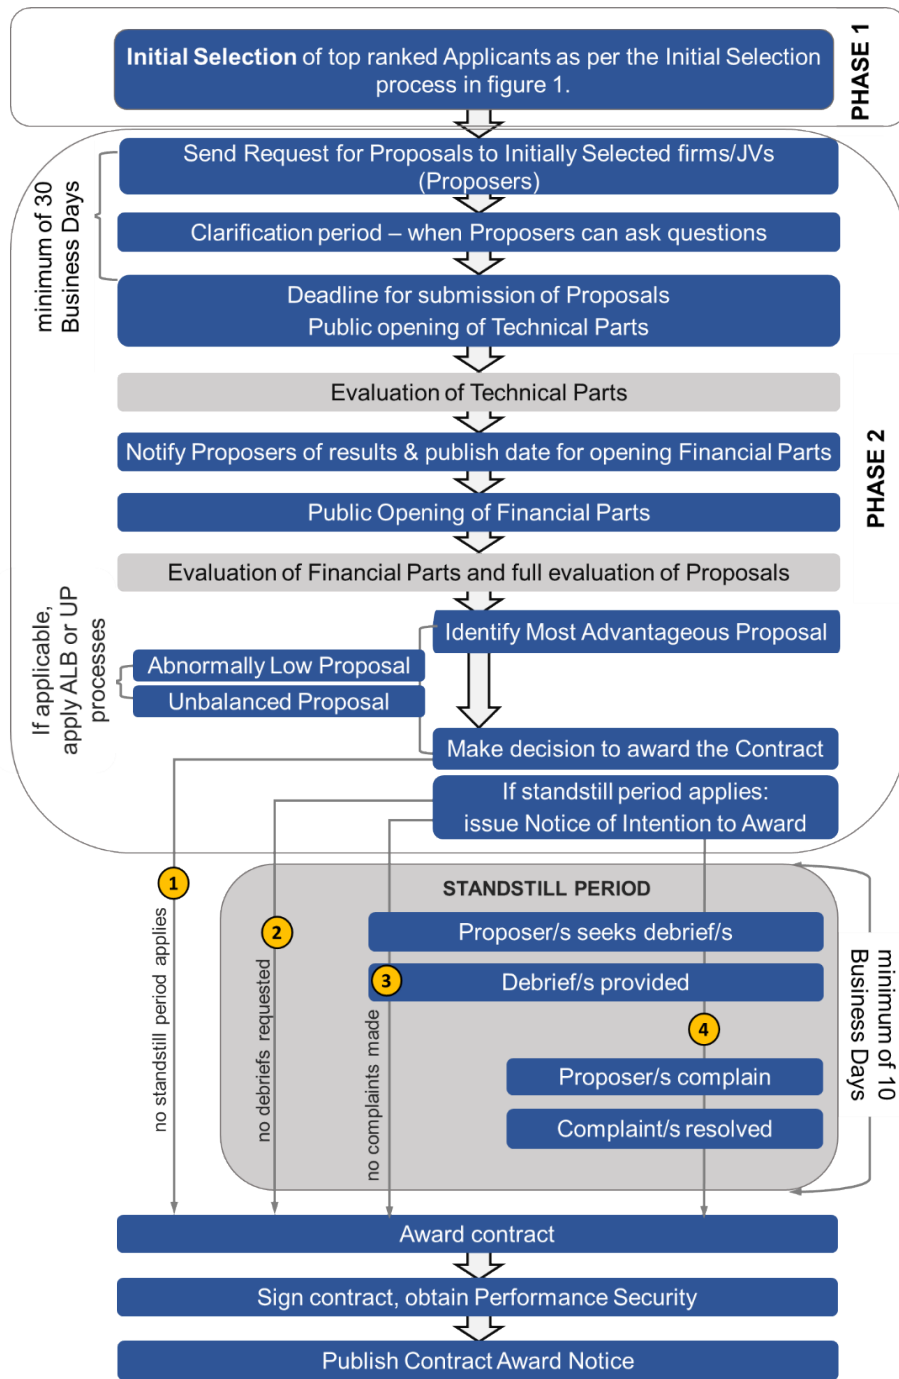 Initial Selection of top ranked Applicants as per the Initial Selection
process in figure 1.
PHASE 1
Send Request for Proposals to Initially Selected firms/JVs
(Proposers)
minimum of 30
Business Days
Clarification period – when Proposers can ask questions
Deadline for submission of Proposals
Public opening of Technical Parts
Evaluation of Technical Parts
Notify Proposers of results & publish date for opening Financial Parts
PHASE 2
Public Opening of Financial Parts
Evaluation of Financial Parts and full evaluation of Proposals
Identify Most Advantageous Proposal
If applicable,
apply ALB or UP
processes
Abnormally Low Proposal
Unbalanced Proposal
Make decision to award the Contract
If standstill period applies:
issue Notice of Intention to Award
STANDSTILL PERIOD
1
no standstill period applies
2
no debriefs requested
Proposer/s seeks debrief/s
3
no complaints made
Debrief/s provided
4
Proposer/s complain
Complaint/s resolved
minimum of 10
Business Days
Award contract
Sign contract, obtain Performance Security
Publish Contract Award Notice